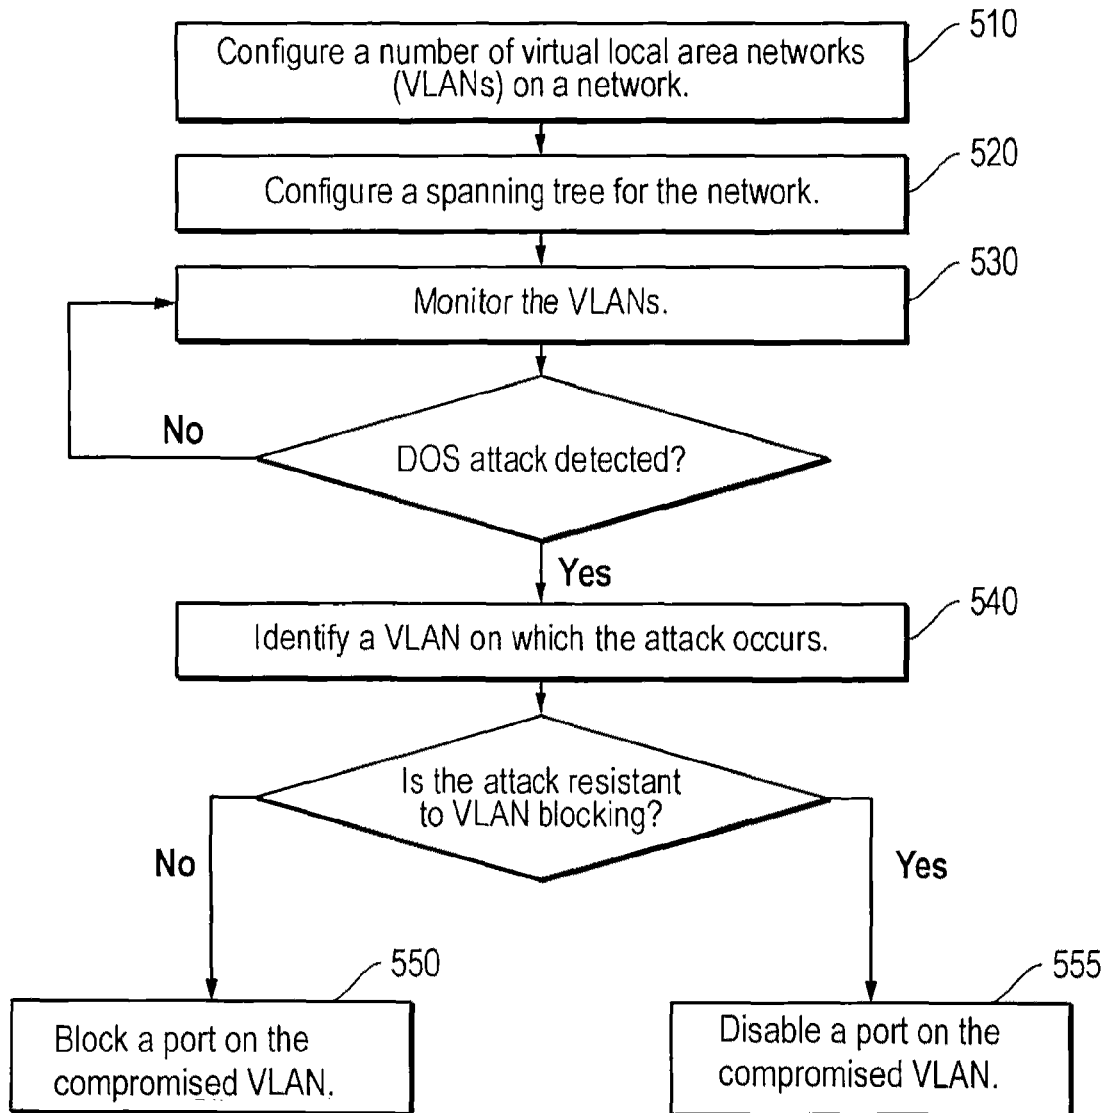 510
Configure a number of virtual local area networks
(VLANs) on a network.
520
Configure a spanning tree for the network.
530
Monitor the VLANs.
No
DOS attack detected?
Yes
540
Identify a VLAN on which the attack occurs.
Is the attack resistant
to VLAN blocking?
No
Yes
550
Block a port on the
compromised VLAN.
555
Disable a port on the
compromised VLAN.